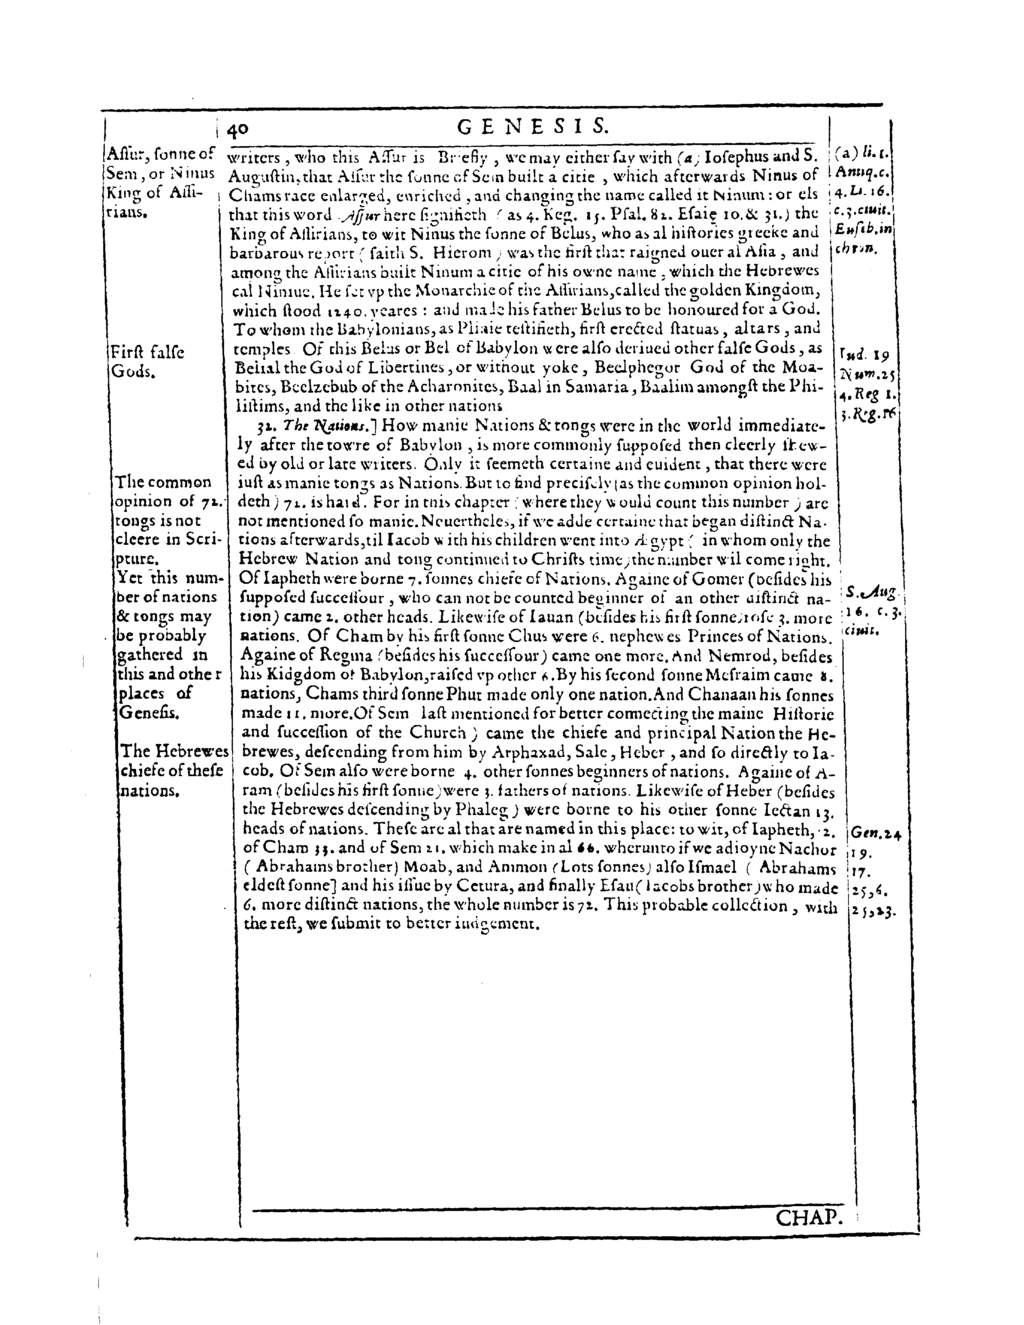 40
GENESIS.
Aſſur, ſonne of
Sem, or Ninus
King of Aſſi-
rians.
Firſt falſe
Gods.
The common
opinion of 72.
tongs is not
cleere in Scri-
pture.
Yet this num-
ber of nations
& tongs may
be probably
gathered in
this and other
places of
Geneſis.
The Hebrewes
chiefe of theſe
nations.
writers, who this Aſſur is Briefly, we may either ſay with (a) Ioſephus and S.
Auguſtin, that Aſſur the ſonne of Sem built a citie, which afterwards Ninus of
Chams race enlarged, enriched, and changing the name called it Ninum: or els
that this word Aſſur here ſignifieth (as 4. Reg. 15. Pſal. 82. Eſaie 10. & 31.) the
King of Aſſirians, to wit Ninus the ſonne of Belus, who as al hiſtories greeke and
barbarous report (ſaith S. Hierom) was the firſt that raigned ouer al Aſia, and
among the Aſſirians built Ninum a citie of his owne name, which the Hebrewes
cal Niniue. He ſet vp the Monarchie of the Aſſirians, called the golden Kingdom,
which ſtood 1240. yeares: and made his father Belus to be honoured for a God.
To whom the Babylonians, as Plinie teſtifieth, firſt erected ſtatuas, altars, and
temples Of this Belus or Bel of Babylon were alſo deriued other falſe Gods, as
Belial the God of Libertines, or without yoke, Beelphegor God of the Moa-
bites, Beelzebub of the Acharonites, Baal in Samaria, Baalim amongſt the Phi-
liſtims, and the like in other nations
32. The Nations.] How manie Nations & tongs were in the world immediate-
ly after the towre of Babylon, is more commonly ſuppoſed then cleerly ſhew-
ed by old or late writers. Only it ſeemeth certaine and euident, that there were
iuſt as manie tongs as Nations. But to find preciſely (as the common opinion hol-
deth) 72. is hard. For in this chapter (where they would count this number) are
not mentioned ſo manie. Neuertheles, if we adde certaine that began diſtinct Na-
tions afterwards, til Iacob with his children went into Ægypt (in whom only the
Hebrew Nation and tong continued to Chriſts time) the number wil come right.
Of Iapheth were borne 7. ſonnes chiefe of Nations. Againe of Gomer (beſides his
ſuppoſed ſucceſſour, who can not be counted beginner of an other diſtinct na-
tion) came 2. other heads. Likewiſe of Iauan (beſides his firſt ſonne) roſe 3. more
nations. Of Cham by his firſt ſonne Chus were 6. nephewes Princes of Nations.
Againe of Regma (beſides his ſucceſſour) came one more. And Nemrod, beſides
his Kidgdom of Babylon, raiſed vp other 6. By his ſecond ſonne Meſraim came 8.
nations, Chams third ſonne Phut made only one nation. And Chanaan his ſonnes
made 11. more. Of Sem laſt mentioned for better connecting the maine Hiſtorie
and ſucceſſion of the Church) came the chiefe and principal Nation the He-
brewes, deſcending from him by Arphaxad, Sale, Heber, and ſo directly to Ia-
cob. Of Sem alſo were borne 4. other ſonnes beginners of nations. Againe of A-
ram (beſides his firſt ſonne) were 3. fathers of nations. Likewiſe of Heber (beſides
the Hebrewes deſcending by Phaleg) were borne to his other ſonne Iectan 13.
heads of nations. Theſe are al that are named in this place: to wit, of Iapheth, 12.
of Cham 33. and of Sem 21. which make in al 66. wherunto if we adioyne Nachor
(Abrahams brother) Moab, and Ammon (Lots ſonnes) alſo Iſmael (Abrahams
eldeſt ſonne] and his iſſue by Cetura, and finally Eſau (Iacobs brother) who made
6. more diſtinct nations, the whole number is 72. This probable collection, with
the reſt, we ſubmit to better iudgement.
(a) li. 1.
Antiq. c.
4. Li. 16.
c. 3. ciuit.
Euſeb. in
chron.
Iud. 19
Num. 25
4. Reg 1.
3. Reg. 16
S. Aug
16. c. 3.
ciuit.
Gen. 24
19.
17.
25, 6.
25, 23.
CHAP.